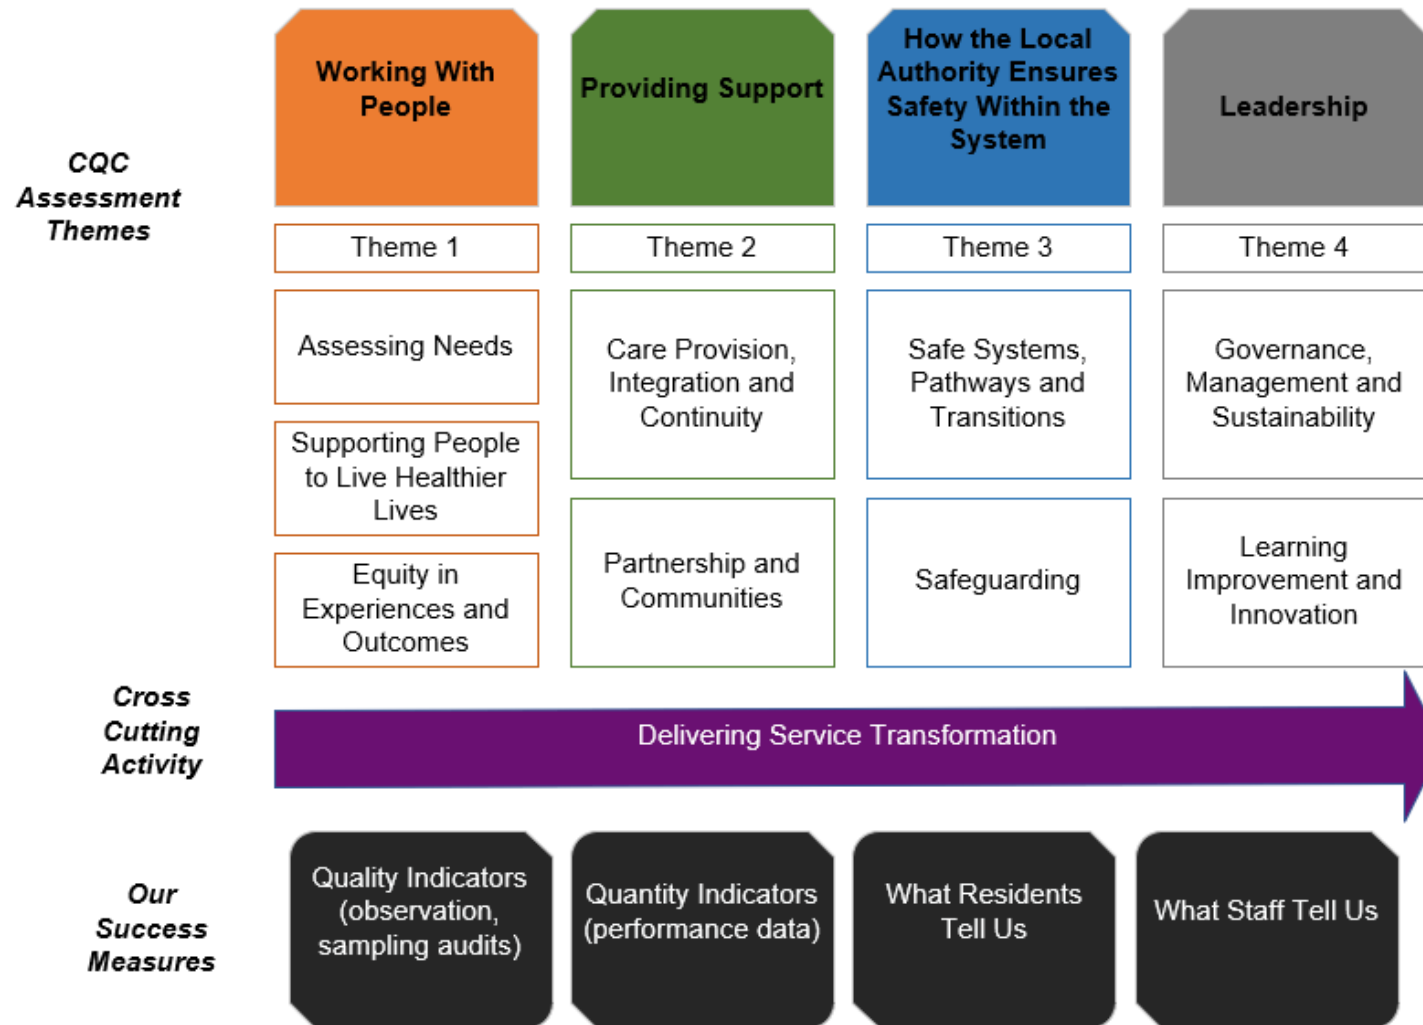 CQC
Assessment
Themes
Working With
People
Providing Support
How the Local
Authority Ensures
Safety Within the
System
Leadership
Theme 1
Theme 2
Theme 3
Theme 4
Assessing Needs
Supporting People
to Live Healthier
Lives
Equity in
Experiences and
Outcomes
Care Provision,
Integration and
Continuity
Partnership and
Communities
Safe Systems,
Pathways and
Transitions
Safeguarding
Governance,
Management and
Sustainability
Learning
Improvement and
Innovation
Cross
Cutting
Activity
Delivering Service Transformation
Our
Success
Measures
Quality Indicators
(observation,
sampling audits)
Quantity Indicators
(performance data)
What Residents
Tell Us
What Staff Tell Us